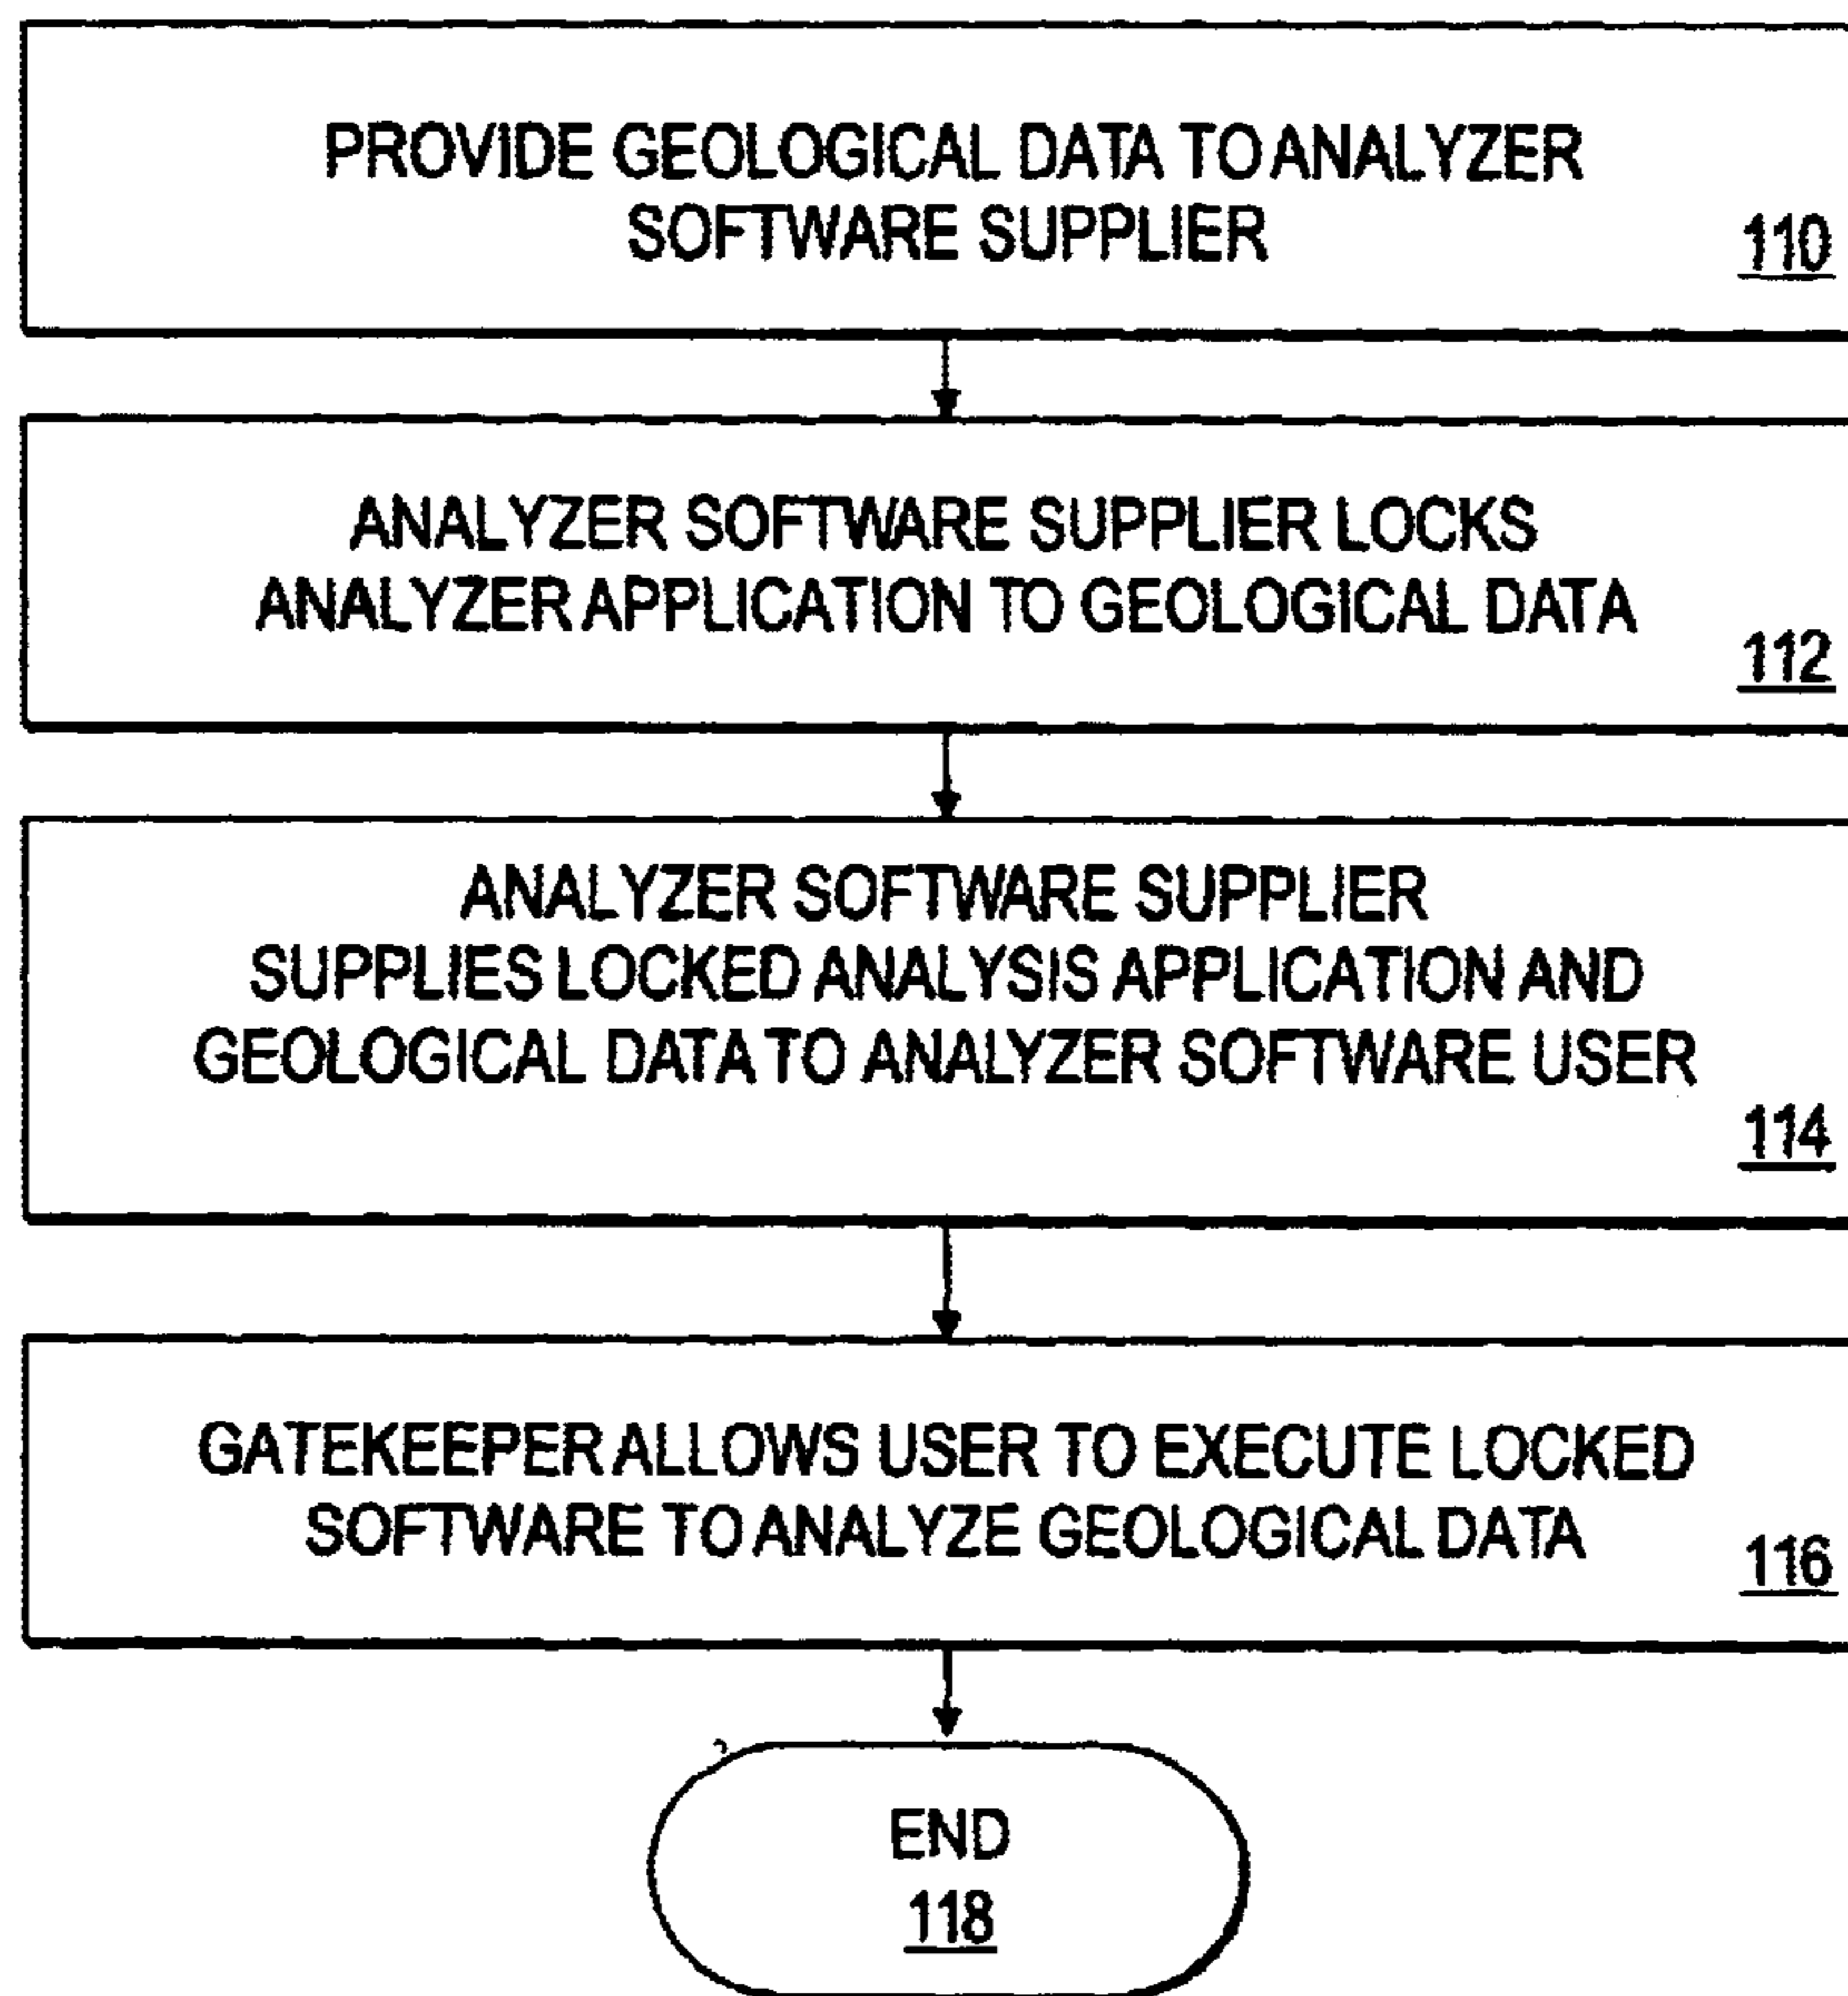 PROVIDE GEOLOGICAL DATA TO ANALYZER
SOFTWARE SUPPLIER
110
ANALYZER SOFTWARE SUPPLIER LOCKS
ANALYZER APPLICATION TO GEOLOGICAL DATA
112
ANALYZER SOFTWARE SUPPLIER
SUPPLIES LOCKED ANALYSIS APPLICATION AND
GEOLOGICAL DATA TO ANALYZER SOFTWARE USER
114
GATEKEEPER ALLOWS USER TO EXECUTE LOCKED
SOFTWARE TO ANALYZE GEOLOGICAL DATA
116
END
118